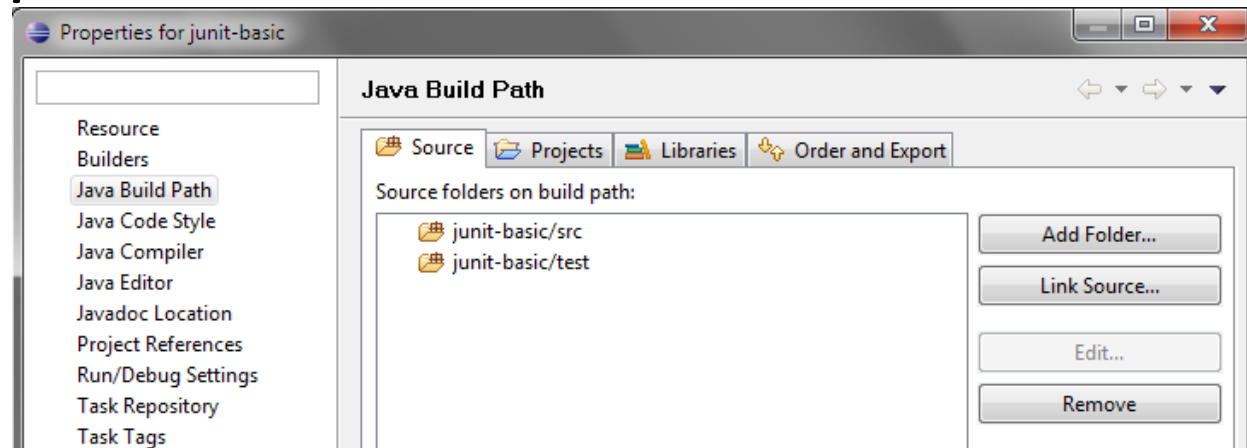 Properties for junit-basic
Java Build Path
Resource
Builders
Java Build Path
Java Code Style
Java Compiler
Java Editor
Javadoc Location
Project References
Run/Debug Settings
Task Repository
Task Tags
Source Projects Libraries Order and Export
Source folders on build path:
junit-basic/src
junit-basic/test
Add Folder...
Link Source...
Edit...
Remove